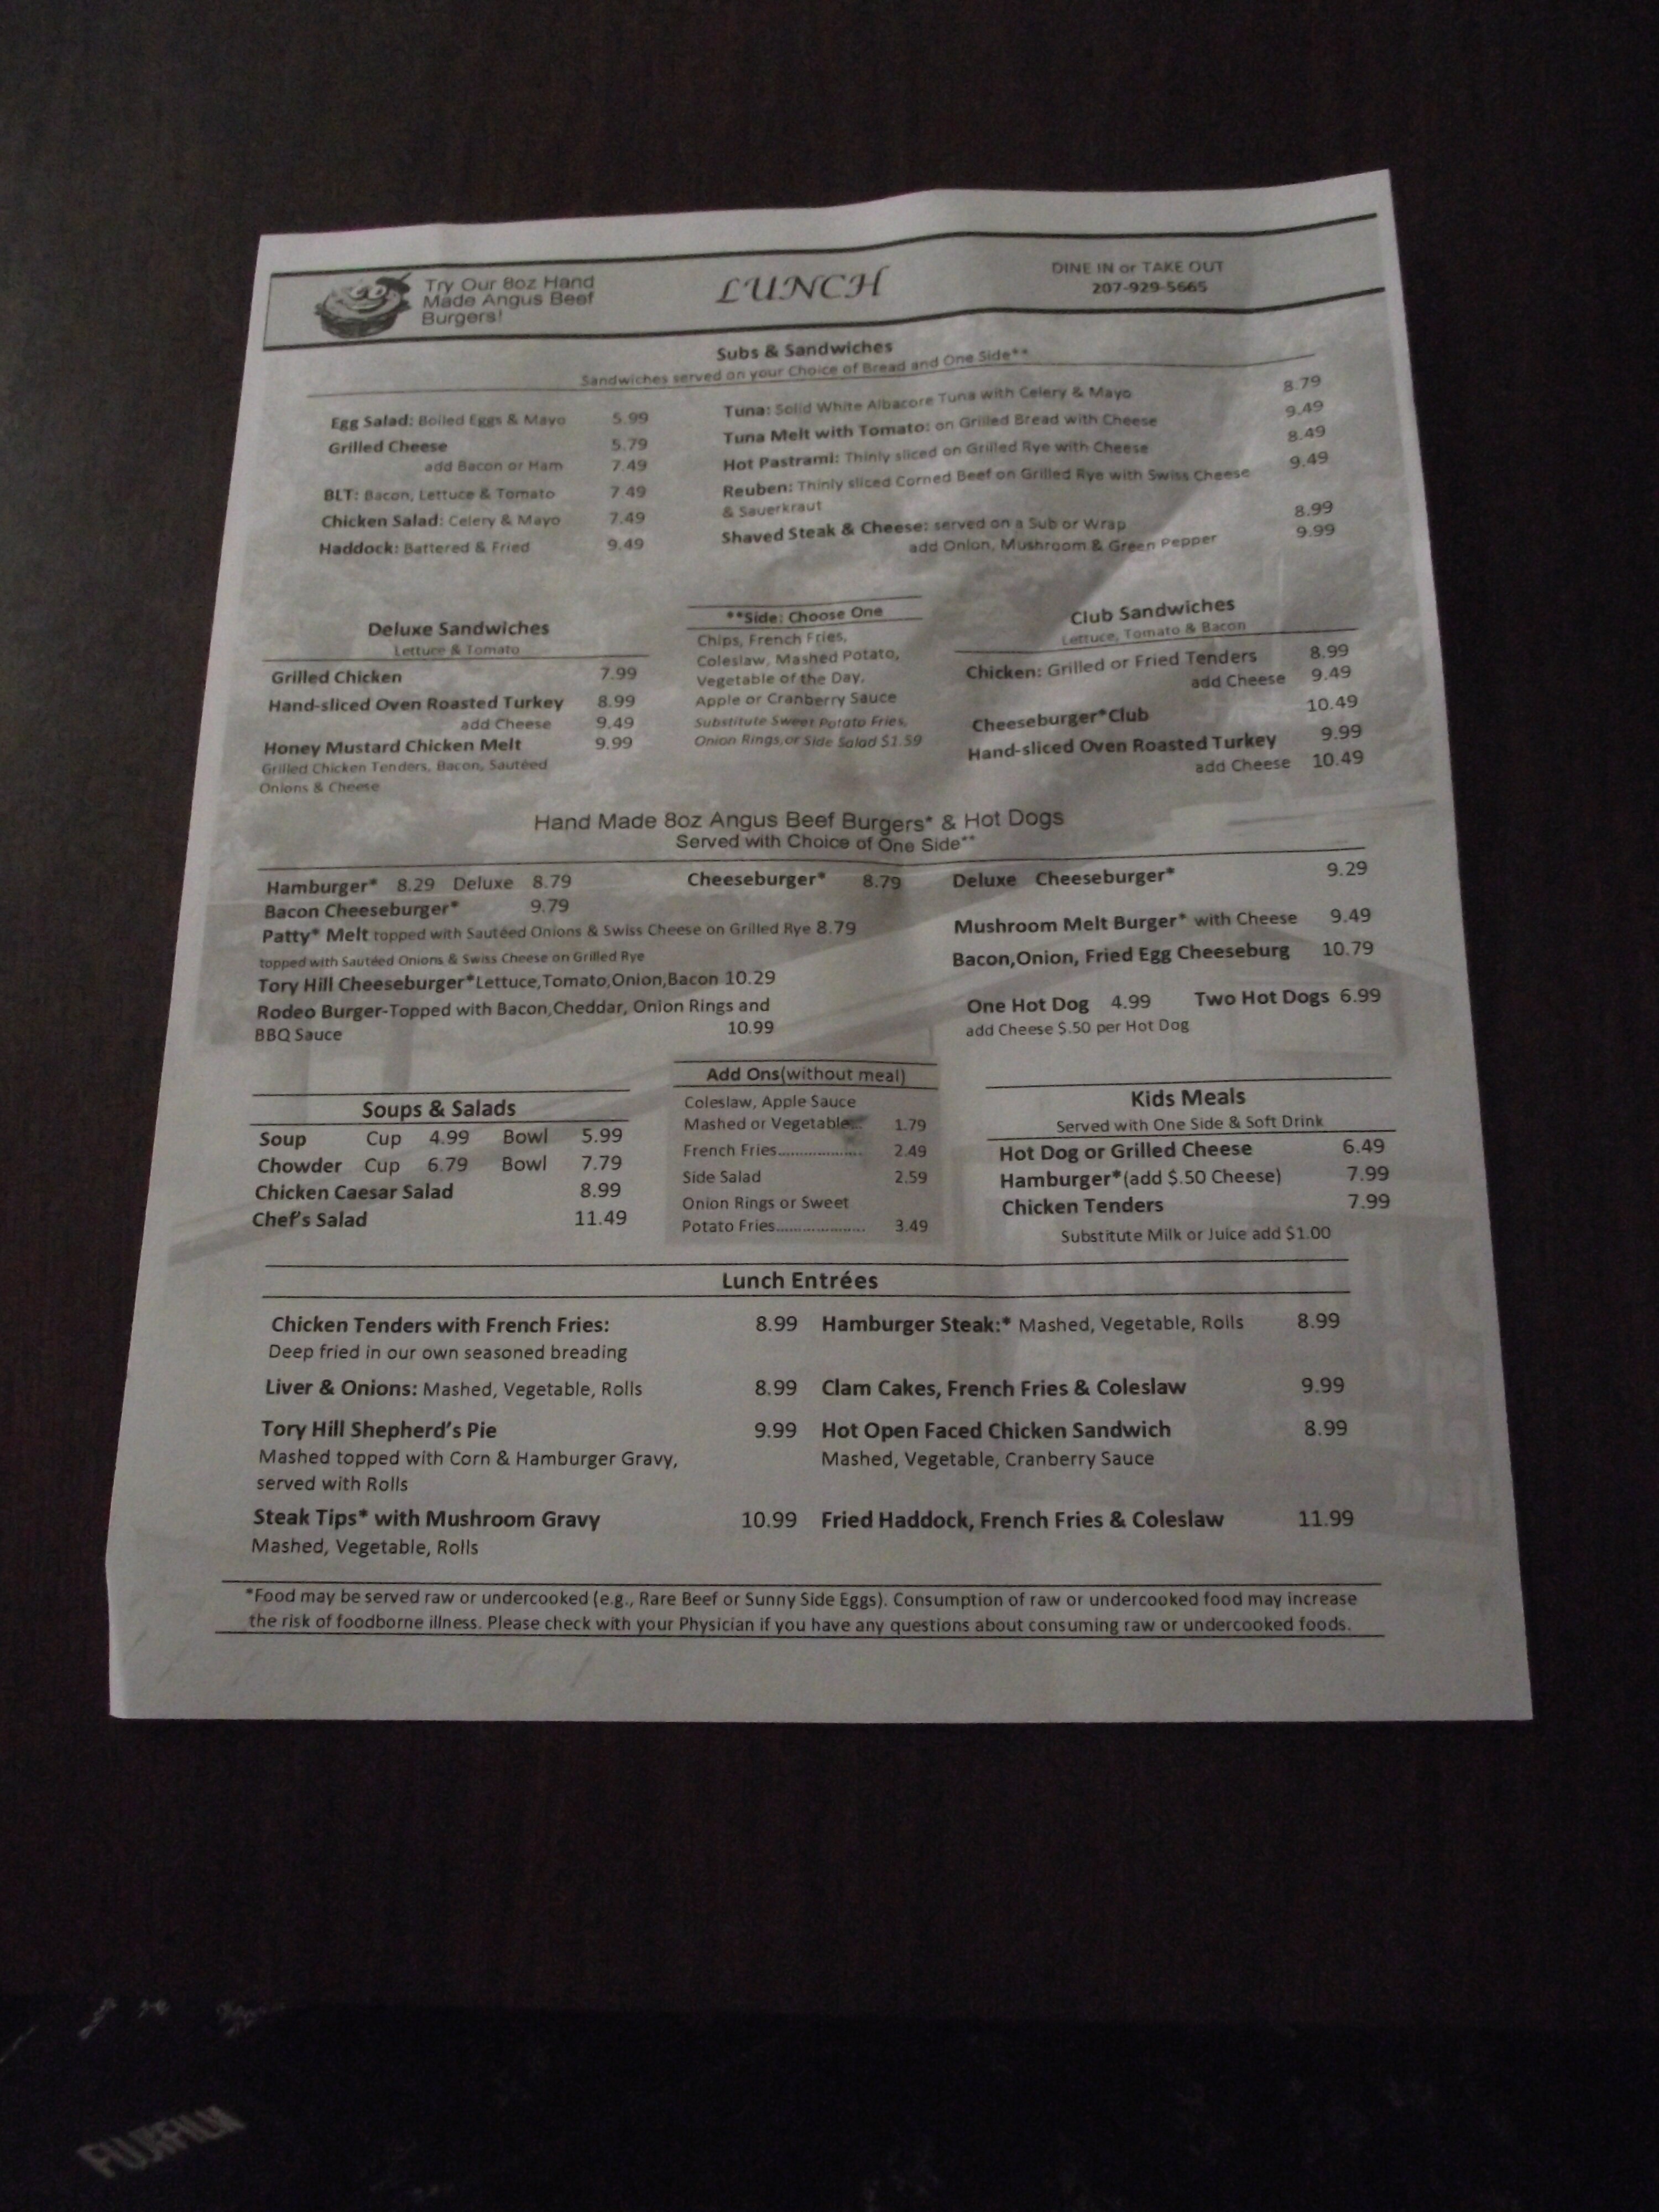 Try Our 8oz Hand
Made Angus Beef
Burgers!
LUNCH
DINE IN or TAKE OUT
207-929-5665
Subs & Sandwiches
Sandwiches served on your Choice of Bread and One Side**
Egg Salad: Boiled Eggs & Mayo 5.99
Grilled Cheese 5.79
add Bacon or Ham 7.49
BLT: Bacon, Lettuce & Tomato 7.49
Chicken Salad: Celery & Mayo 7.49
Haddock: Battered & Fried 9.49
Tuna: Solid White Albacore Tuna with Celery & Mayo 8.79
Tuna Melt with Tomato: on Grilled Bread with Cheese 9.49
Hot Pastrami: Thinly sliced on Grilled Rye with Cheese 8.49
Reuben: Thinly sliced Corned Beef on Grilled Rye with Swiss Cheese 9.49
& Sauerkraut
Shaved Steak & Cheese: served on a Sub or Wrap 8.99
add Onion, Mushroom & Green Pepper 9.99
Deluxe Sandwiches
Lettuce & Tomato
Grilled Chicken 7.99
Hand-sliced Oven Roasted Turkey 8.99
add Cheese 9.49
Honey Mustard Chicken Melt 9.99
Grilled Chicken Tenders, Bacon, Sautéed
Onions & Cheese
**Side: Choose One
Chips, French Fries,
Coleslaw, Mashed Potato,
Vegetable of the Day,
Apple or Cranberry Sauce
Substitute Sweet Potato Fries,
Onion Rings,or Side Salad $1.59
Club Sandwiches
Lettuce, Tomato & Bacon
Chicken: Grilled or Fried Tenders 8.99
add Cheese 9.49
Cheeseburger*Club 10.49
Hand-sliced Oven Roasted Turkey 9.99
add Cheese 10.49
Hand Made 8oz Angus Beef Burgers* & Hot Dogs
Served with Choice of One Side**
Hamburger* 8.29 Deluxe 8.79 Cheeseburger* 8.79 Deluxe Cheeseburger* 9.29
Bacon Cheeseburger* 9.79
Patty* Melt topped with Sautéed Onions & Swiss Cheese on Grilled Rye 8.79
topped with Sautéed Onions & Swiss Cheese on Grilled Rye
Tory Hill Cheeseburger*Lettuce,Tomato,Onion,Bacon 10.29
Rodeo Burger-Topped with Bacon,Cheddar, Onion Rings and
BBQ Sauce 10.99
Mushroom Melt Burger* with Cheese 9.49
Bacon,Onion, Fried Egg Cheeseburg 10.79
One Hot Dog 4.99 Two Hot Dogs 6.99
add Cheese $.50 per Hot Dog
Soups & Salads
Soup Cup 4.99 Bowl 5.99
Chowder Cup 6.79 Bowl 7.79
Chicken Caesar Salad 8.99
Chef's Salad 11.49
Add Ons(without meal)
Coleslaw, Apple Sauce
Mashed or Vegetable... 1.79
French Fries................... 2.49
Side Salad 2.59
Onion Rings or Sweet
Potato Fries.................... 3.49
Kids Meals
Served with One Side & Soft Drink
Hot Dog or Grilled Cheese 6.49
Hamburger*(add $.50 Cheese) 7.99
Chicken Tenders 7.99
Substitute Milk or Juice add $1.00
Lunch Entrées
Chicken Tenders with French Fries: 8.99
Deep fried in our own seasoned breading
Liver & Onions: Mashed, Vegetable, Rolls 8.99
Tory Hill Shepherd's Pie 9.99
Mashed topped with Corn & Hamburger Gravy,
served with Rolls
Steak Tips* with Mushroom Gravy 10.99
Mashed, Vegetable, Rolls
Hamburger Steak:* Mashed, Vegetable, Rolls 8.99
Clam Cakes, French Fries & Coleslaw 9.99
Hot Open Faced Chicken Sandwich 8.99
Mashed, Vegetable, Cranberry Sauce
Fried Haddock, French Fries & Coleslaw 11.99
*Food may be served raw or undercooked (e.g., Rare Beef or Sunny Side Eggs). Consumption of raw or undercooked food may increase
the risk of foodborne illness. Please check with your Physician if you have any questions about consuming raw or undercooked foods.
FUJIFILM